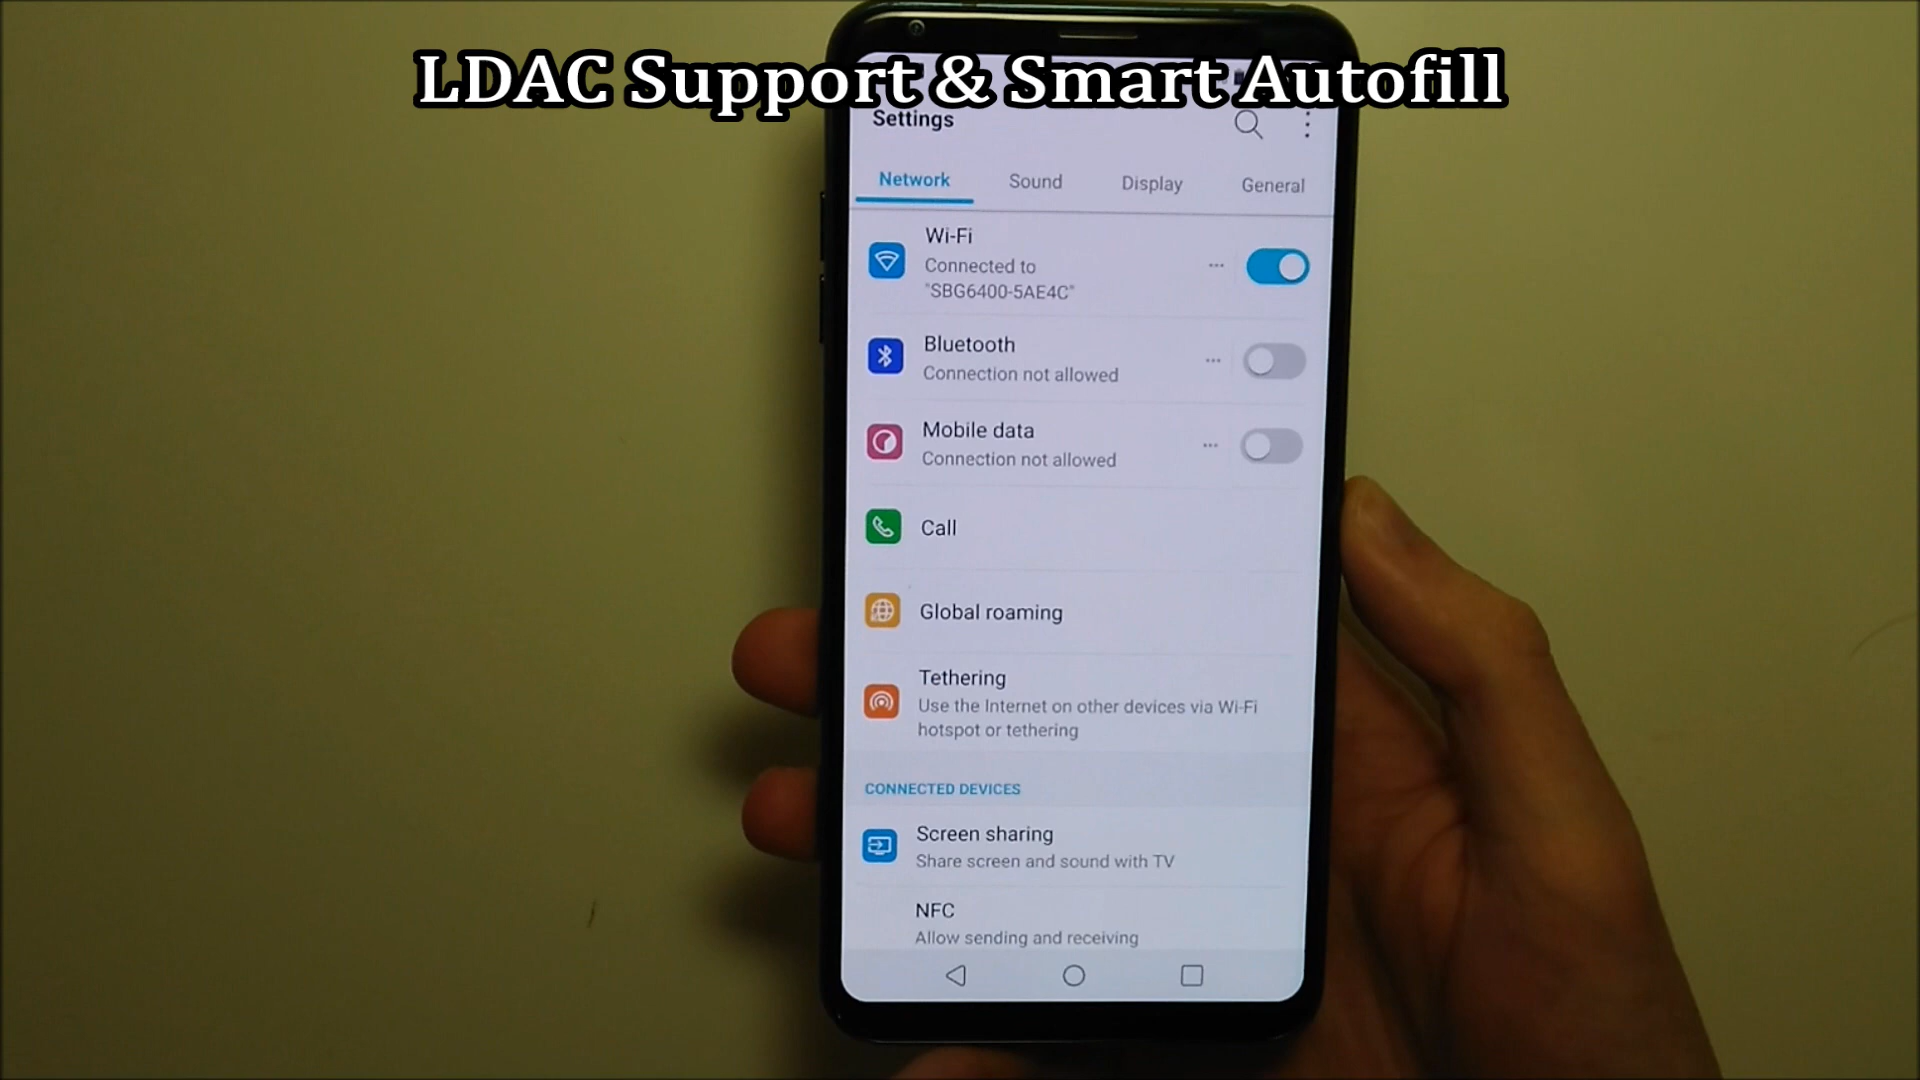 LDAC Support & Smart Autofill
Settings
Network Sound Display General
Wi-Fi
Connected to
"SBG6400-5AE4C"
Bluetooth
Connection not allowed
Mobile data
Connection not allowed
Call
Global roaming
Tethering
Use the Internet on other devices via Wi-Fi
hotspot or tethering
CONNECTED DEVICES
Screen sharing
Share screen and sound with TV
NFC
Allow sending and receiving